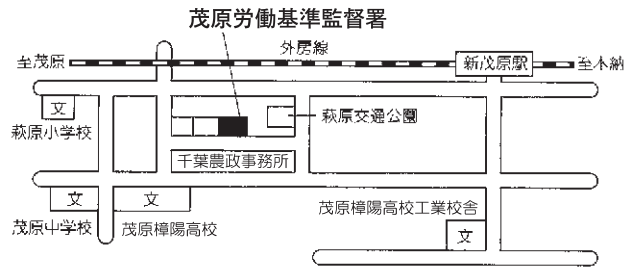 茂原労働基準監督署
外房線
至茂原
新茂原駅
至本納
文
萩原小学校
萩原交通公園
千葉農政事務所
文
文
茂原中学校
茂原樟陽高校
茂原樟陽高校工業校舎
文